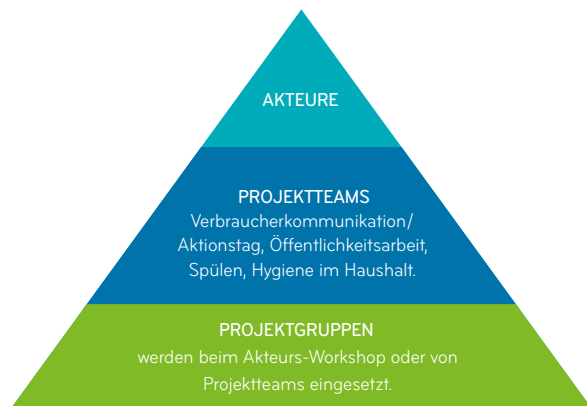 AKTEURE
PROJEKTTEAMS
Verbraucherkommunikation/
Aktionstag, Öffentlichkeitsarbeit,
Spülen, Hygiene im Haushalt.
PROJEKTGRUPPEN
werden beim Akteurs-Workshop oder von
Projektteams eingesetzt.